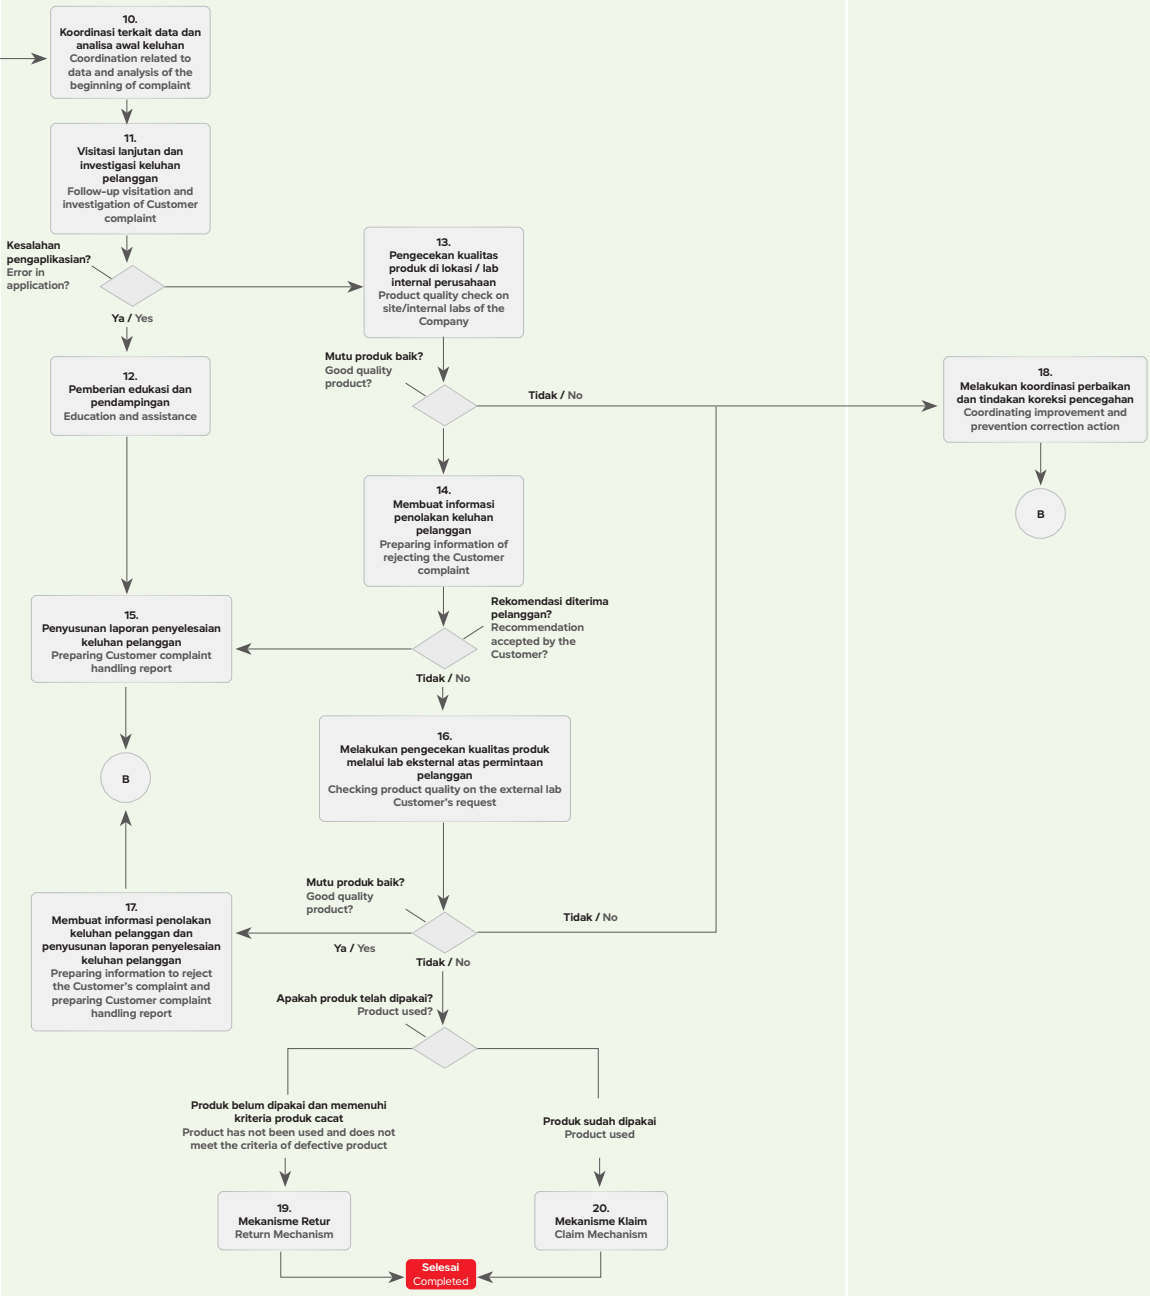 10.
Koordinasi terkait data dan
analisa awal keluhan
Coordination related to
data and analysis of the
beginning of complaint
11.
Visitasi lanjutan dan
investigasi keluhan
pelanggan
Follow-up visitation and
investigation of Customer
complaint
Kesalahan
pengaplikasian?
Error in
application?
Ya / Yes
12.
Pemberian edukasi dan
pendampingan
Education and assistance
13.
Pengecekan kualitas
produk di lokasi / lab
internal perusahaan
Product quality check on
site/internal labs of the
Company
Mutu produk baik?
Good quality
product?
Tidak / No
18.
Melakukan koordinasi perbaikan
dan tindakan koreksi pencegahan
Coordinating improvement and
prevention correction action
B
14.
Membuat informasi
penolakan keluhan
pelanggan
Preparing information of
rejecting the Customer
complaint
Rekomendasi diterima
pelanggan?
Recommendation
accepted by the
Customer?
15.
Penyusunan laporan penyelesaian
keluhan pelanggan
Preparing Customer complaint
handling report
Tidak / No
B
16.
Melakukan pengecekan kualitas produk
melalui lab eksternal atas permintaan
pelanggan
Checking product quality on the external lab
Customer's request
Mutu produk baik?
Good quality
product?
Tidak / No
Ya / Yes
Tidak / No
17.
Membuat informasi penolakan
keluhan pelanggan dan
penyusunan laporan penyelesaian
keluhan pelanggan
Preparing information to reject
the Customer's complaint and
preparing Customer complaint
handling report
Apakah produk telah dipakai?
Product used?
Produk belum dipakai dan memenuhi
kriteria produk cacat
Product has not been used and does not
meet the criteria of defective product
Produk sudah dipakai
Product used
19.
Mekanisme Retur
Return Mechanism
20.
Mekanisme Klaim
Claim Mechanism
Selesai
Completed